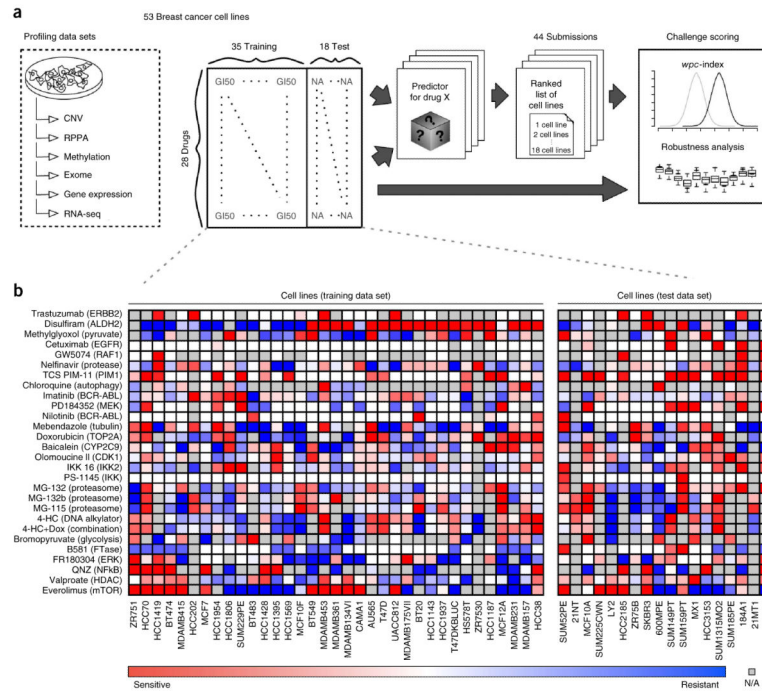 a
53 Breast cancer cell lines
Profiling data sets
CNV
RPPA
Methylation
Exome
Gene expression
RNA-seq
35 Training
18 Test
28 Drugs
GI50 GI50 NA NA
GI50 GI50 NA NA
Predictor
for drug X
? ? ?
44 Submissions
Ranked
list of
cell lines
1 cell line
2 cell lines
18 cell lines
Challenge scoring
wpc-index
Robustness analysis
b
Cell lines (training data set)
Cell lines (test data set)
Trastuzumab (ERBB2)
Disulfiram (ALDH2)
Methylglyoxol (pyruvate)
Cetuximab (EGFR)
GW5074 (RAF1)
Nelfinavir (protease)
TCS PIM-11 (PIM1)
Chloroquine (autophagy)
Imatinib (BCR-ABL)
PD184352 (MEK)
Nilotinib (BCR-ABL)
Mebendazole (tubulin)
Doxorubicin (TOP2A)
Baicalein (CYP2C9)
Olomoucine II (CDK1)
IKK 16 (IKK2)
PS-1145 (IKK)
MG-132 (proteasome)
MG-132b (proteasome)
MG-115 (proteasome)
4-HC (DNA alkylator)
4-HC+Dox (combination)
Bromopyruvate (glycolysis)
B581 (FTase)
FR180304 (ERK)
QNZ (NFkB)
Valproate (HDAC)
Everolimus (mTOR)
ZR751
HCC70
HCC1419
BT474
MDAMB415
HCC202
MCF7
HCC1954
HCC1806
SUM229PE
BT483
HCC1428
HCC1395
HCC1569
MCF10F
BT549
MDAMB453
MDAMB361
MDAMB134VI
CAMA1
AU565
T47D
UACC812
MDAMB175VII
BT20
HCC1143
HCC1937
T47DKBLUC
HS578T
ZR7530
HCC1187
MCF12A
MDAMB231
MDAMB157
HCC38
SUM52PE
21NT
MCF10A
SUM225CWN
LY2
HCC2185
ZR75B
SKBR3
600MPE
SUM149PT
SUM159PT
MX1
HCC3153
SUM1315MO2
SUM185PE
184A1
21MT1
Sensitive
Resistant
N/A